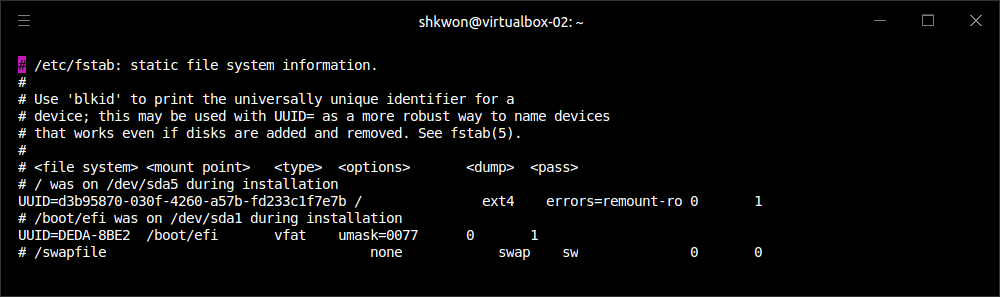 shkwon@virtualbox-02: ~
# /etc/fstab: static file system information.
#
# Use 'blkid' to print the universally unique identifier for a
# device; this may be used with UUID= as a more robust way to name devices
# that works even if disks are added and removed. See fstab(5).
#
# <file system> <mount point>   <type>  <options>       <dump>  <pass>
# / was on /dev/sda5 during installation
UUID=d3b95870-030f-4260-a57b-fd233c1f7e7b /               ext4    errors=remount-ro 0       1
# /boot/efi was on /dev/sda1 during installation
UUID=DEDA-8BE2  /boot/efi       vfat    umask=0077      0       1
# /swapfile                                 none            swap    sw              0       0